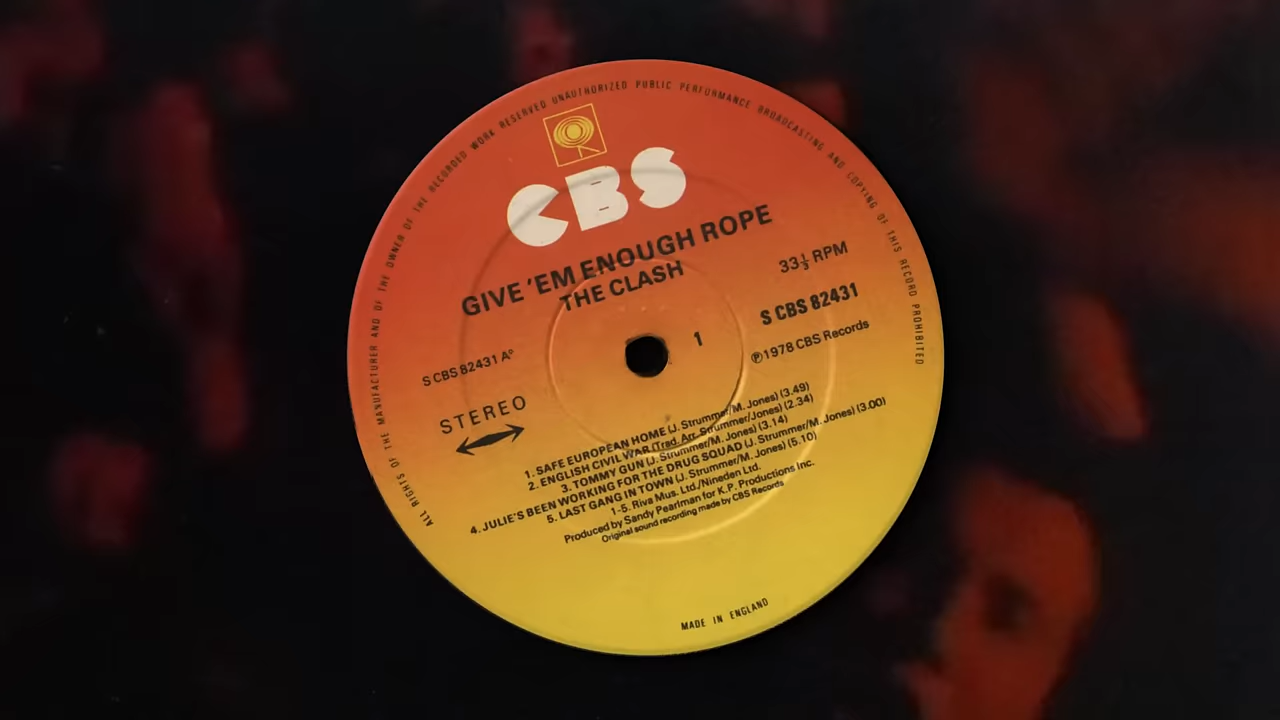 ALL RIGHTS OF THE MANUFACTURER AND OF THE OWNER OF THE RECORDED WORK RESERVED UNAUTHORIZED PUBLIC PERFORMANCE BROADCASTING AND COPYING OF THIS RECORD PROHIBITED
CBS
GIVE 'EM ENOUGH ROPE
THE CLASH
33⅓ RPM
S CBS 82431
S CBS 82431 A°
1
℗1978 CBS Records
STEREO
1. SAFE EUROPEAN HOME (J. Strummer/M. Jones) (3.49)
2. ENGLISH CIVIL WAR (Trad. Arr. Strummer/Jones) (2.34)
3. TOMMY GUN (J. Strummer/M. Jones) (3.14)
4. JULIE'S BEEN WORKING FOR THE DRUG SQUAD (J. Strummer/M. Jones) (3.00)
5. LAST GANG IN TOWN (J. Strummer/M. Jones) (5.10)
1-5. Riva Mus. Ltd./Nineden Ltd.
Produced by Sandy Pearlman for K.P. Productions Inc.
Original sound recording made by CBS Records
MADE IN ENGLAND